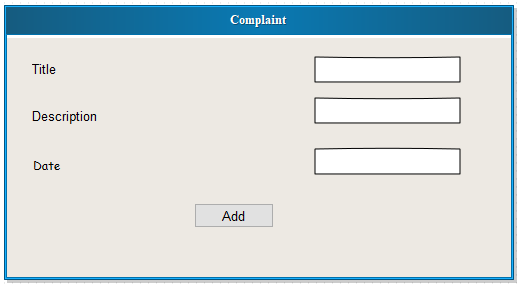 Complaint
Title
Description
Date
Add